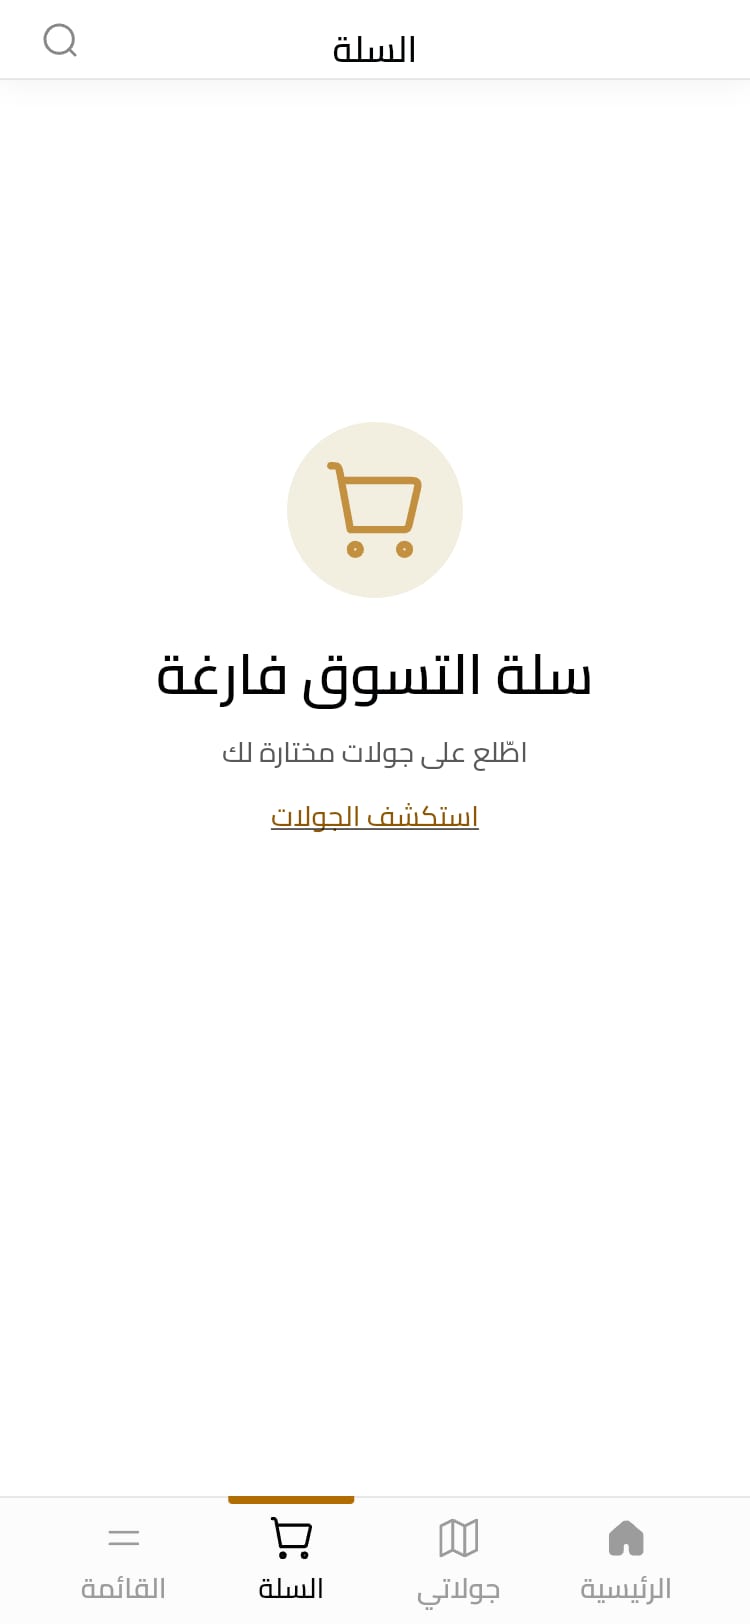 السلة
سلة التسوق فارغة
اطّلع على جولات مختارة لك
استكشف الجولات
الرئيسية
جولاتي
السلة
القائمة